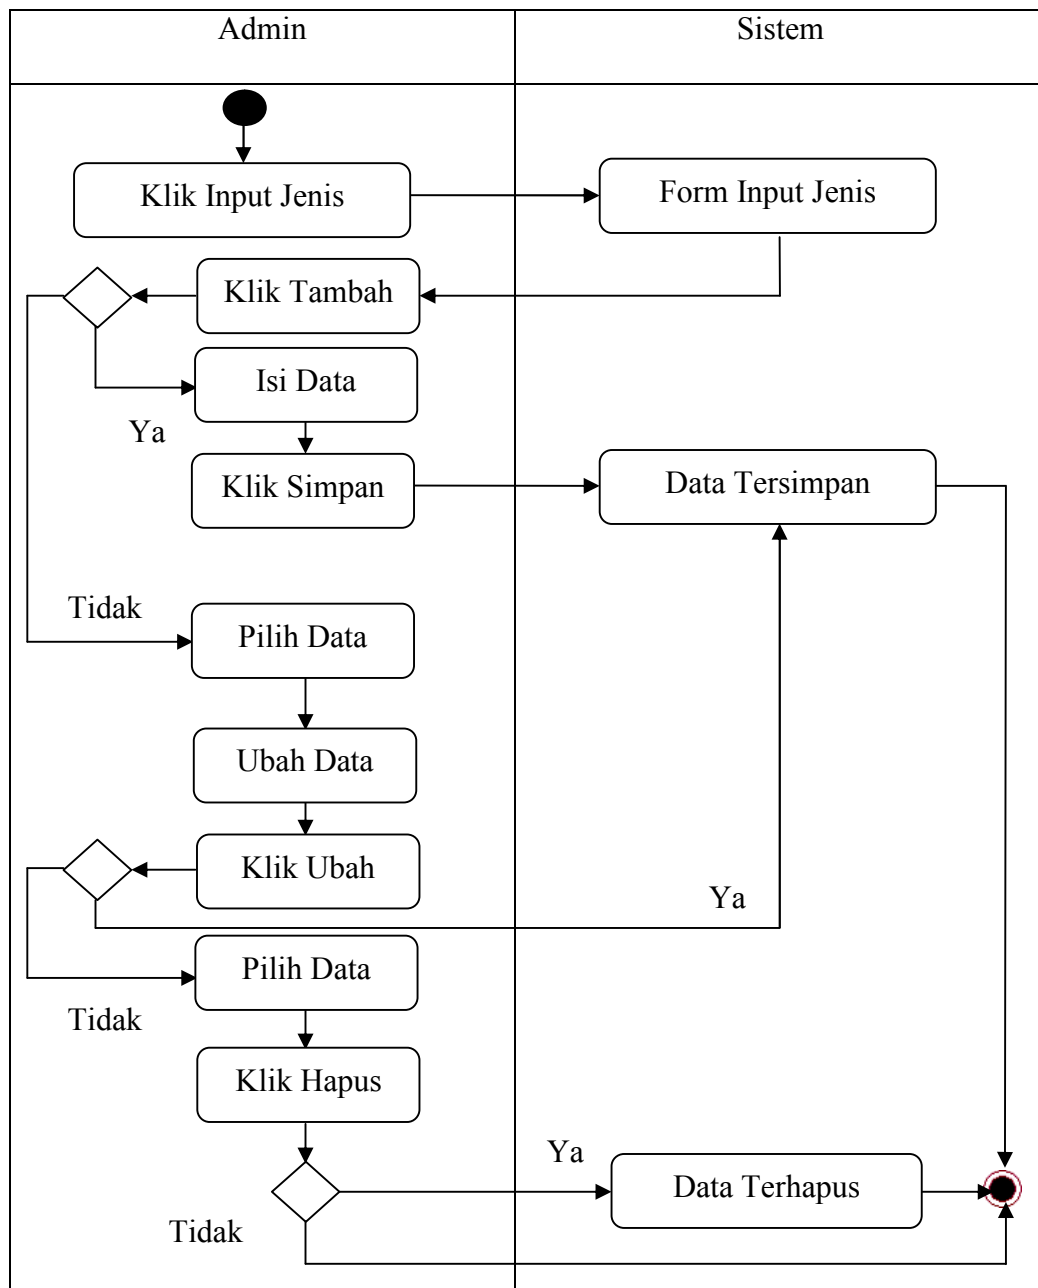 Admin
Sistem
Klik Input Jenis
Form Input Jenis
Klik Tambah
Isi Data
Ya
Klik Simpan
Data Tersimpan
Tidak
Pilih Data
Ubah Data
Klik Ubah
Ya
Pilih Data
Tidak
Klik Hapus
Ya
Data Terhapus
Tidak